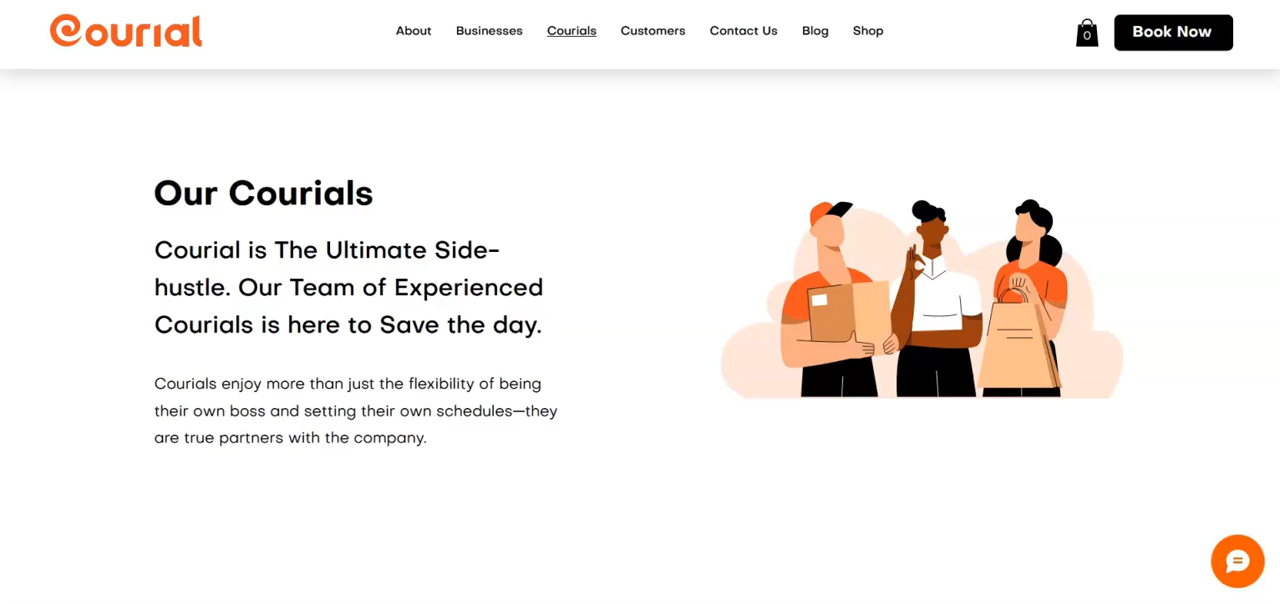 Courial
About Businesses Courials Customers Contact Us Blog Shop
0
Book Now
Our Courials
Courial is The Ultimate Side-
hustle. Our Team of Experienced
Courials is here to Save the day.
Courials enjoy more than just the flexibility of being
their own boss and setting their own schedules—they
are true partners with the company.